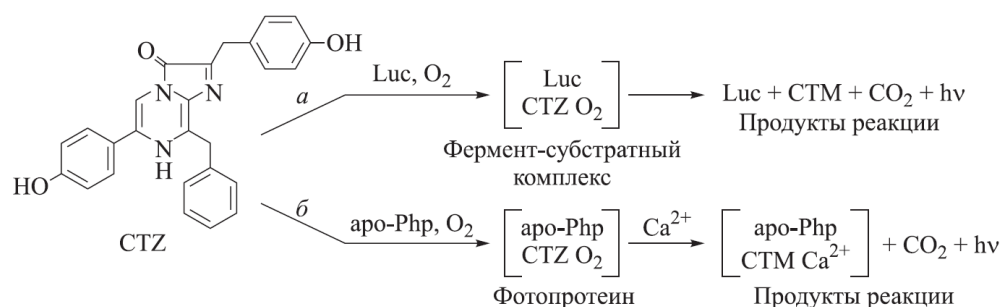 O
OH
N
N
N
H
HO
CTZ
а
Luc, O2
Luc
CTZ O2
Фермент-субстратный
комплекс
Luc + CTM + CO2 + hν
Продукты реакции
б
apo-Php, O2
apo-Php
CTZ O2
Фотопротеин
Ca2+
apo-Php
CTM Ca2+
+ CO2 + hν
Продукты реакции